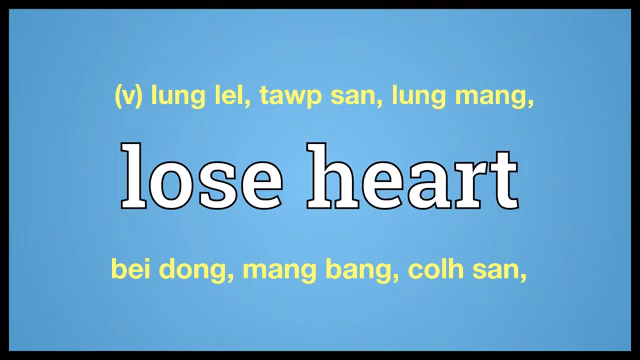 (v) lung lel, tawp san, lung mang,
lose heart
bei dong, mang bang, colh san,